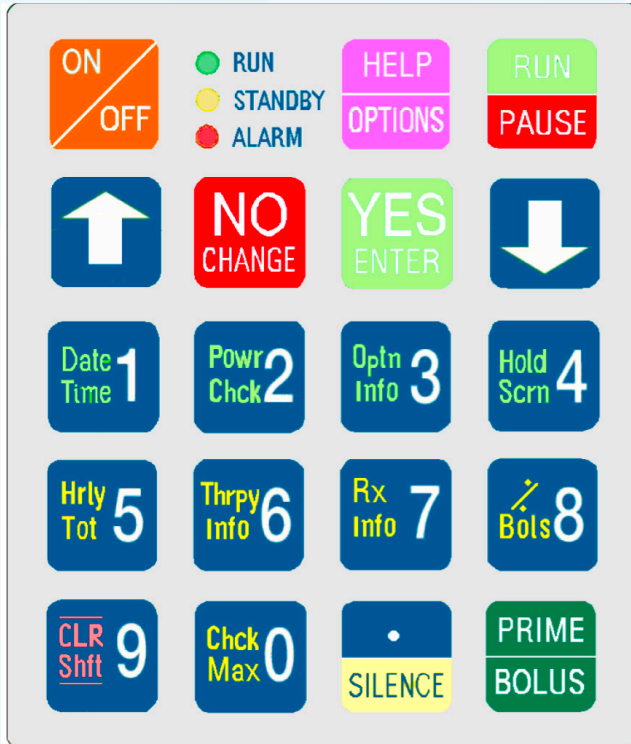 ON
OFF
RUN
STANDBY
ALARM
HELP
OPTIONS
RUN
PAUSE
NO
CHANGE
YES
ENTER
Date
Time
1
Powr
Chck
2
Optn
Info
3
Hold
Scrn
4
Hrly
Tot
5
Thrpy
Info
6
Rx
Info
7
Bols
8
CLR
Shft
9
Chck
Max
0
.
SILENCE
PRIME
BOLUS